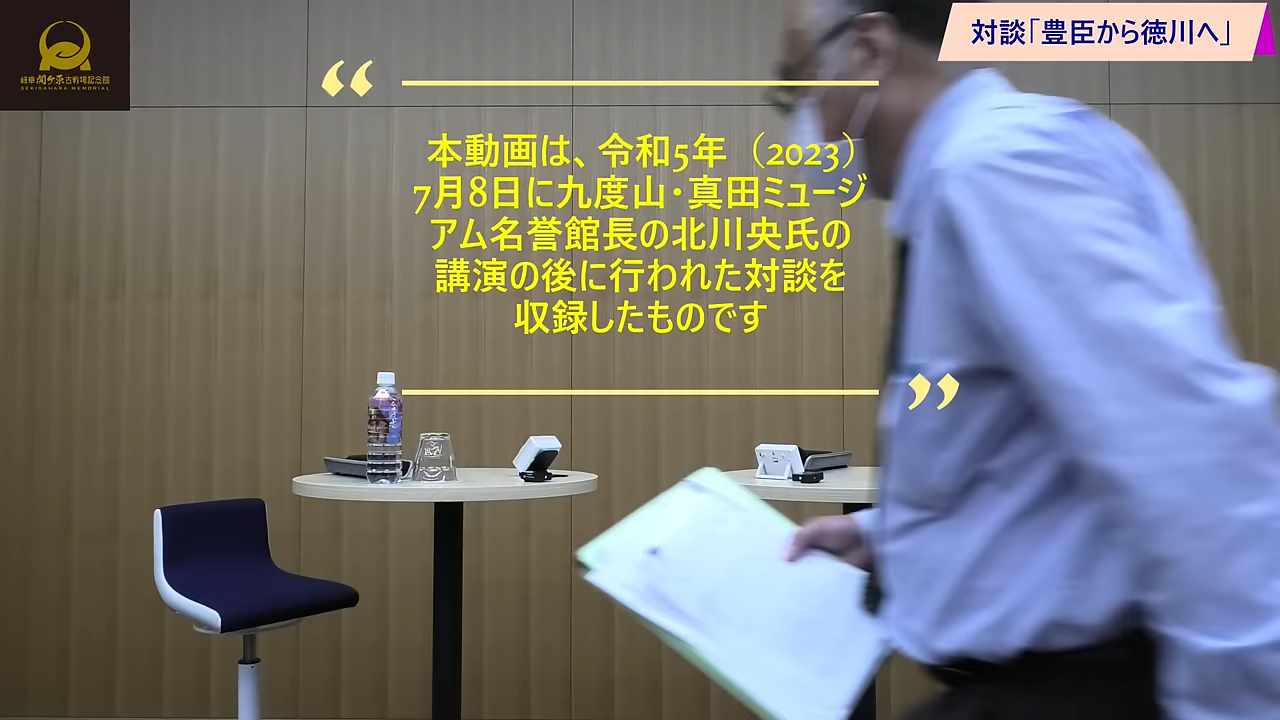 岐阜関ケ原古戦場記念館
SEKIGAHARA MEMORIAL
対談「豊臣から徳川へ」
“
本動画は、令和5年（2023）
7月8日に九度山・真田ミュージ
アム名誉館長の北川央氏の
講演の後に行われた対談を
収録したものです
”